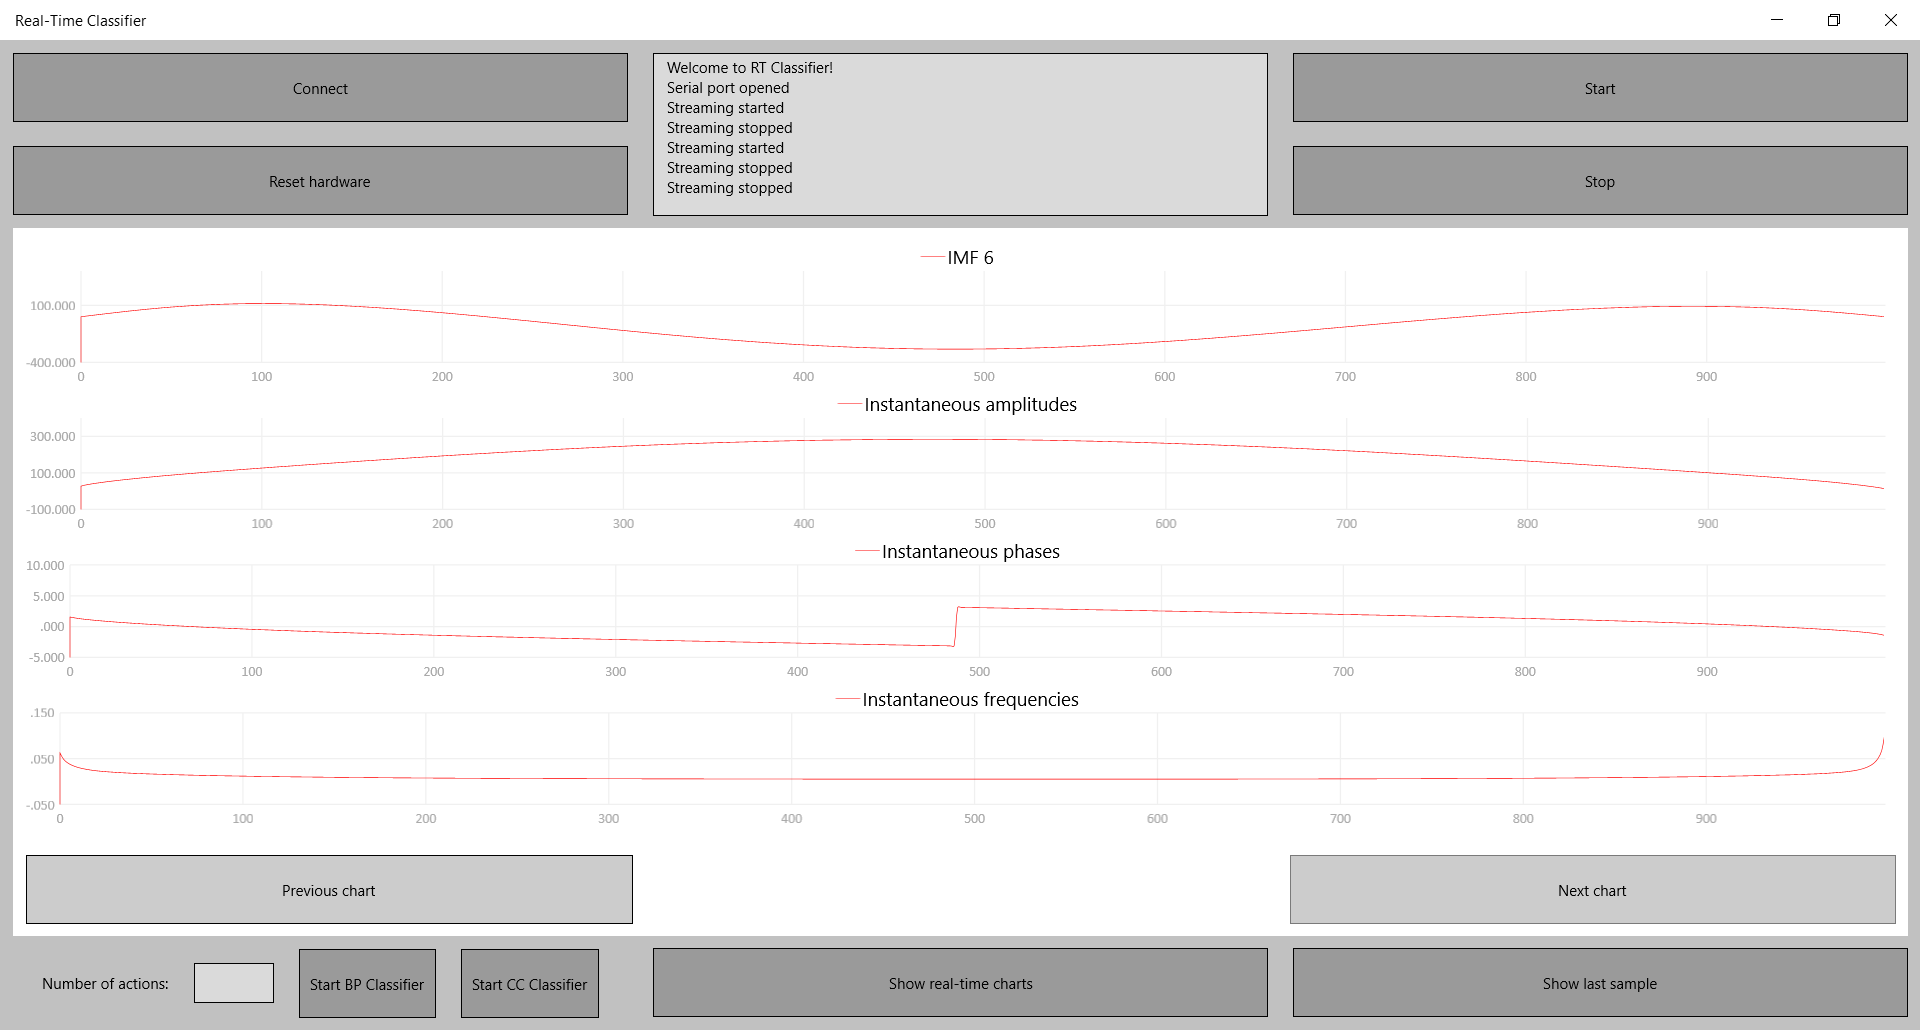 Real-Time Classifier
Connect
Reset hardware
Welcome to RT Classifier!
Serial port opened
Streaming started
Streaming stopped
Streaming started
Streaming stopped
Streaming stopped
Start
Stop
IMF 6
100.000
-400.000
0 100 200 300 400 500 600 700 800 900
Instantaneous amplitudes
300.000
100.000
-100.000
0 100 200 300 400 500 600 700 800 900
Instantaneous phases
10.000
5.000
.000
-5.000
0 100 200 300 400 500 600 700 800 900
Instantaneous frequencies
.150
.050
-.050
0 100 200 300 400 500 600 700 800 900
Previous chart
Next chart
Number of actions:
Start BP Classifier
Start CC Classifier
Show real-time charts
Show last sample